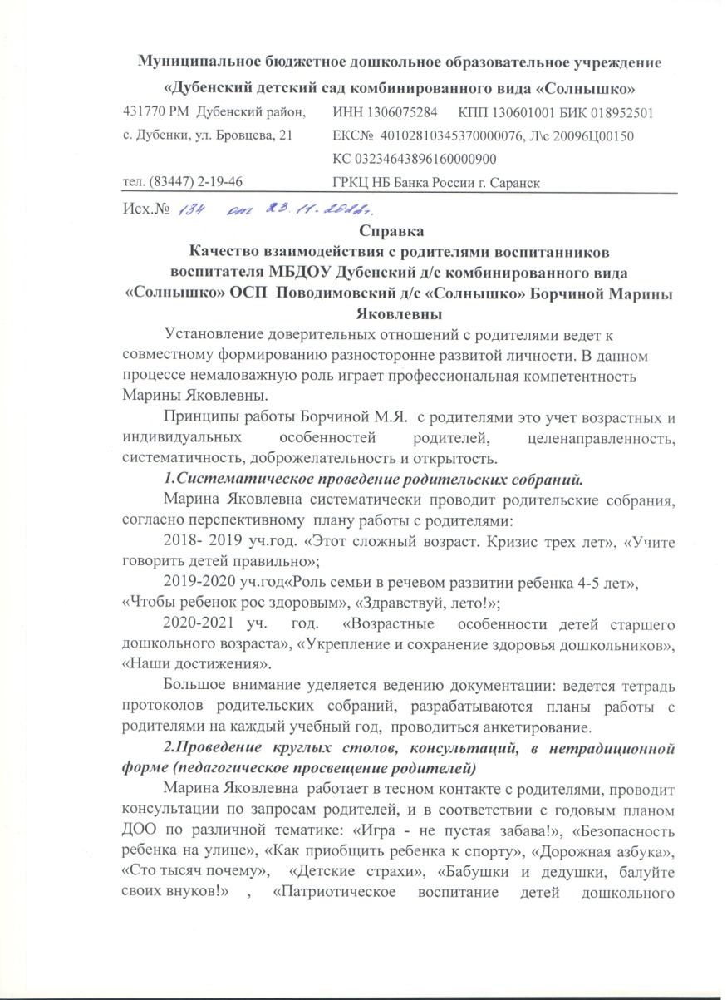 Муниципальное бюджетное дошкольное образовательное учреждение
«Дубенский детский сад комбинированного вида «Солнышко»
431770 РМ Дубенский район, ИНН 1306075284 КПП 130601001 БИК 018952501
с. Дубенки, ул. Бровцева, 21 ЕКС№ 40102810345370000076, Л\с 20096Ц00150
КС 03234643896160000900
тел. (83447) 2-19-46 ГРКЦ НБ Банка России г. Саранск
Исх.№ 134 от 23.11.2022г.
Справка
Качество взаимодействия с родителями воспитанников
воспитателя МБДОУ Дубенский д/с комбинированного вида
«Солнышко» ОСП Поводимовский д/с «Солнышко» Борчиной Марины
Яковлевны
Установление доверительных отношений с родителями ведет к
совместному формированию разносторонне развитой личности. В данном
процессе немаловажную роль играет профессиональная компетентность
Марины Яковлевны.
Принципы работы Борчиной М.Я. с родителями это учет возрастных и
индивидуальных особенностей родителей, целенаправленность,
систематичность, доброжелательность и открытость.
1.Систематическое проведение родительских собраний.
Марина Яковлевна систематически проводит родительские собрания,
согласно перспективному плану работы с родителями:
2018- 2019 уч.год. «Этот сложный возраст. Кризис трех лет», «Учите
говорить детей правильно»;
2019-2020 уч.год«Роль семьи в речевом развитии ребенка 4-5 лет»,
«Чтобы ребенок рос здоровым», «Здравствуй, лето!»;
2020-2021 уч. год. «Возрастные особенности детей старшего
дошкольного возраста», «Укрепление и сохранение здоровья дошкольников»,
«Наши достижения».
Большое внимание уделяется ведению документации: ведется тетрадь
протоколов родительских собраний, разрабатываются планы работы с
родителями на каждый учебный год, проводиться анкетирование.
2.Проведение круглых столов, консультаций, в нетрадиционной
форме (педагогическое просвещение родителей)
Марина Яковлевна работает в тесном контакте с родителями, проводит
консультации по запросам родителей, и в соответствии с годовым планом
ДОО по различной тематике: «Игра - не пустая забава!», «Безопасность
ребенка на улице», «Как приобщить ребенка к спорту», «Дорожная азбука»,
«Сто тысяч почему», «Детские страхи», «Бабушки и дедушки, балуйте
своих внуков!» , «Патриотическое воспитание детей дошкольного